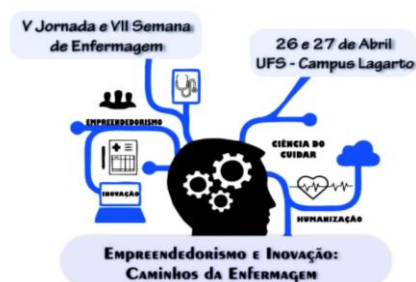 V Jornada e VII Semana
de Enfermagem
26 e 27 de Abril
UFS - Campus Lagarto
EMPREENDEDORISMO
CIÊNCIA DO
CUIDAR
INOVAÇÃO
HUMANIZAÇÃO
Empreendedorismo e Inovação:
Caminhos da Enfermagem